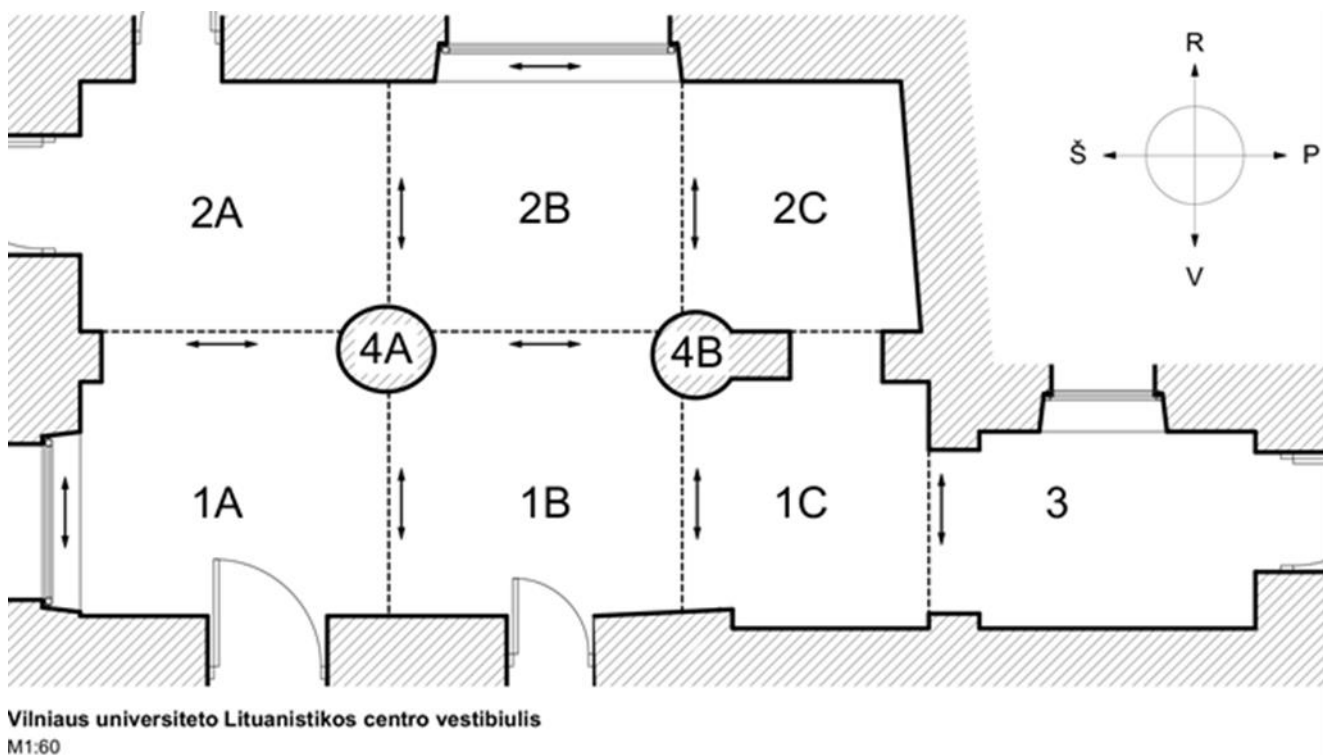 R
Š P
V
2A 2B 2C
4A 4B
1A 1B 1C 3
Vilniaus universiteto Lituanistikos centro vestibiulis
M1:60